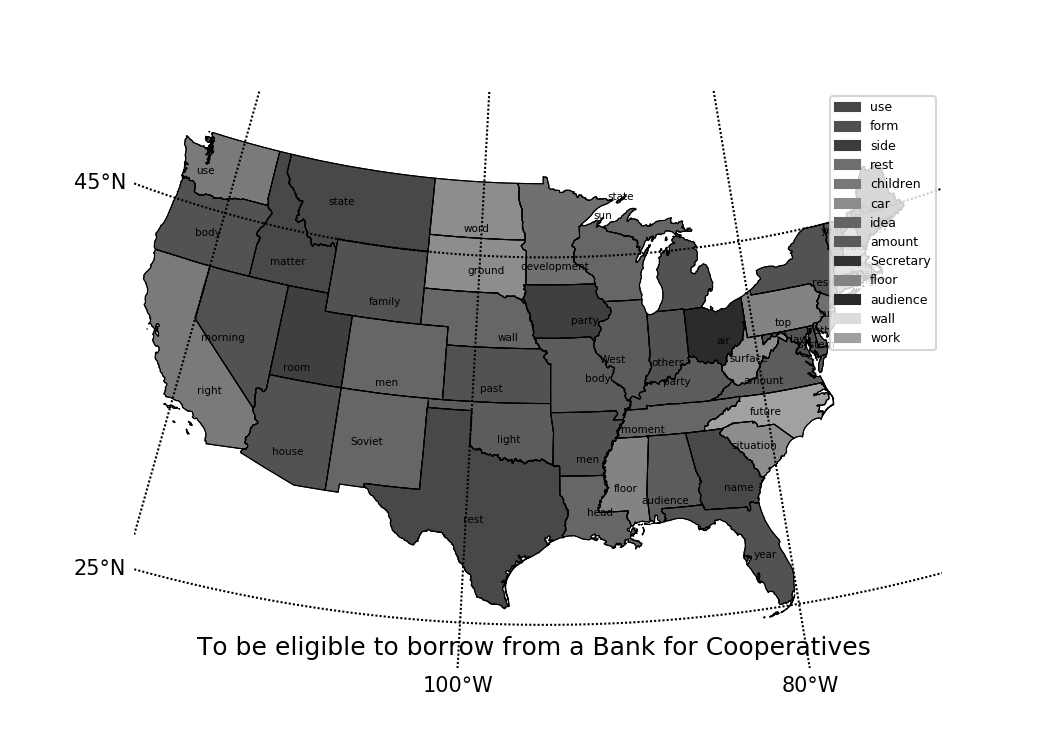 use
form
side
rest
children
car
idea
amount
Secretary
floor
audience
wall
work
45°N
25°N
100°W
80°W
use
state
word
state
sun
body
matter
ground
development
family
party
top
morning
wall
air
room
men
past
West
others
surface
right
body
party
amount
future
house
Soviet
light
moment
situation
men
floor
audience
name
head
rest
year
To be eligible to borrow from a Bank for Cooperatives